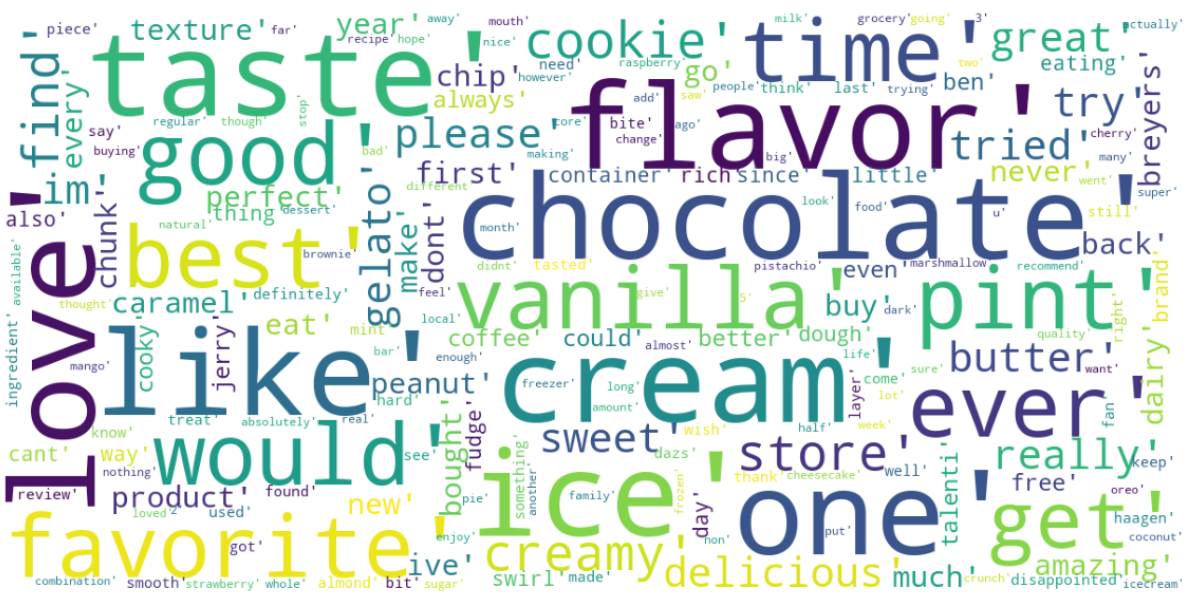 texture'
far'
year'
away'
mouth'
milk'
grocery'
going'
3'
actually'
piece'
taste'
recipe'
hope'
nice'
cookie'
time'
great'
two'
eating'
find'
every'
chip'
however'
need'
raspberry'
go'
people'
think'
last'
trying'
ben'
breyers'
always'
stop'
add'
saw'
try'
say'
regular'
though'
good'
please'
core'
bite'
ago'
flavor'
tried'
cherry'
buying'
bad'
making'
change'
big'
many'
im'
perfect'
first'
container'
rich'
since'
little'
never'
went'
super'
also'
chunk'
thing'
dessert'
different'
chocolate'
look'
food'
u'
still'
love'
natural'
gelato'
make'
dont'
month'
back'
available'
best'
brownie'
didnt'
tasted'
pistachio'
even'
marshmallow
recommend'
thought'
caramel'
definitely'
feel'
vanilla'
give'
5'
buy'
dark'
pint'
right'
brand'
ingredient'
cooky'
eat'
mint'
local'
coffee'
could'
better'
dough'
quality'
dairy'
mango'
jerry'
like'
bar'
enough'
almost'
life'
butter'
want'
peanut'
cream'
freezer'
long'
layer'
come'
sure'
ever'
treat'
absolutely'
real'
hard'
amount'
lot'
fan'
know'
would'
fudge'
sweet'
wish'
half'
week'
store'
really'
cant'
way'
see'
bought'
dazs'
well'
talenti'
keep'
nothing'
pie'
something'
another'
ice'
family'
frozen'
thank'
cheesecake'
free'
oreo'
review'
product'
found'
day'
one'
get'
haagen'
loved'
2'
used'
new'
enjoy'
put'
coconut'
favorite'
got'
ive'
creamy'
non'
amazing'
combination'
smooth'
strawberry'
whole'
almond'
bit'
sugar'
swirl'
made'
delicious'
much'
crunch'
disappointed'
icecream'